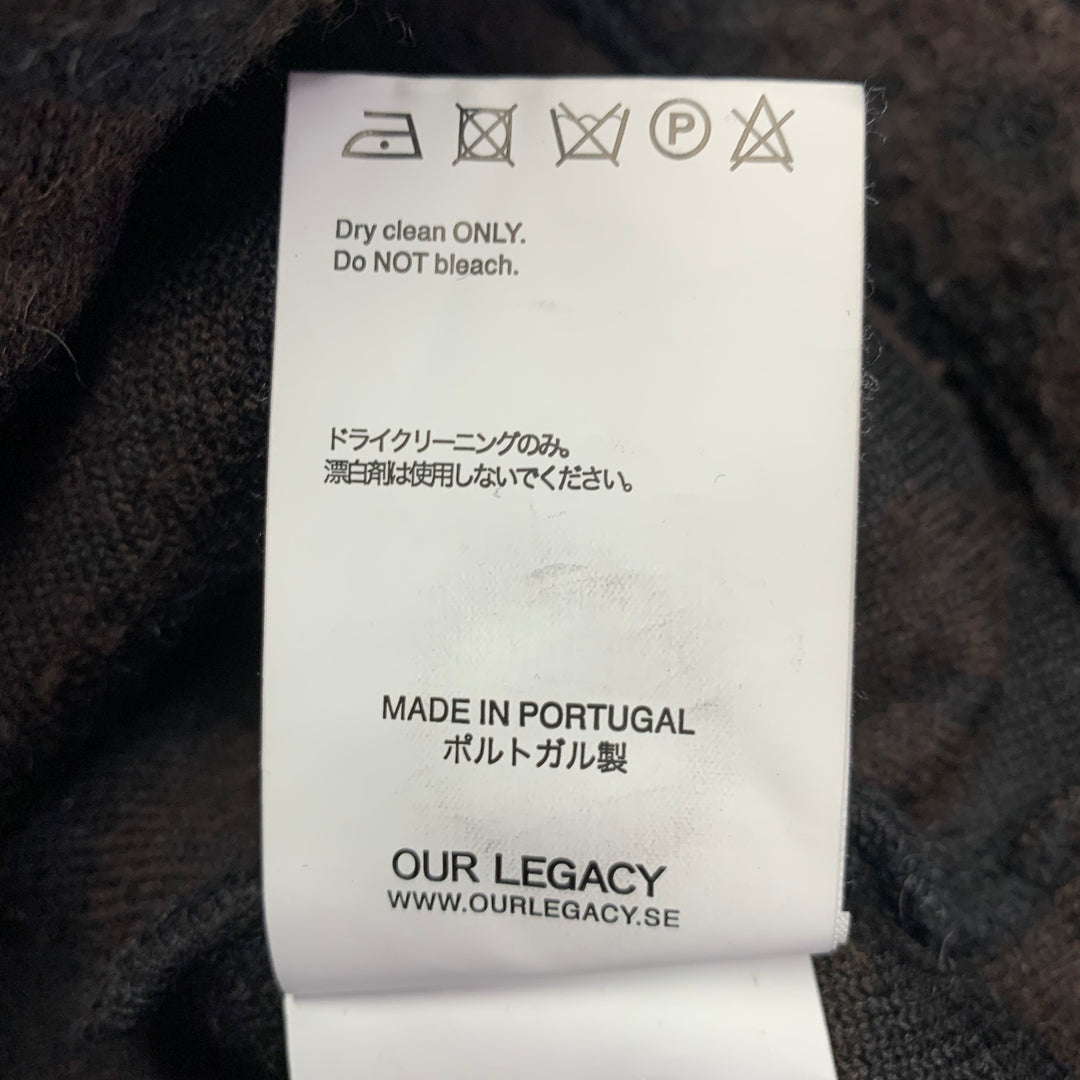 P
Dry clean ONLY.
Do NOT bleach.
ドライクリーニングのみ。
漂白剤は使用しないでください。
MADE IN PORTUGAL
ポルトガル製
OUR LEGACY
WWW.OURLEGACY.SE